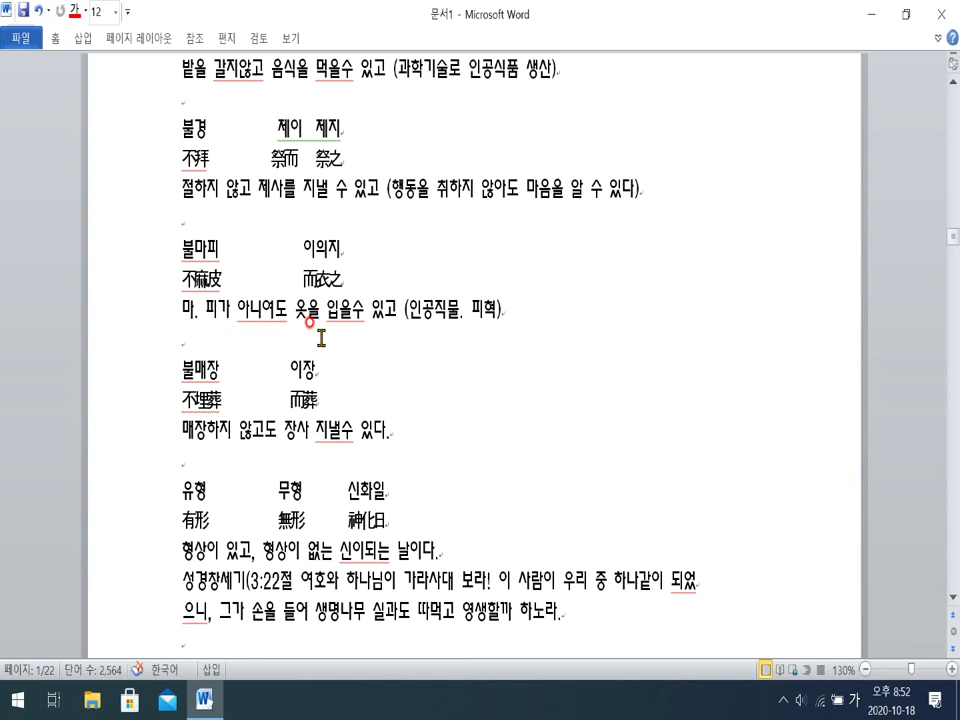 문서1 - Microsoft Word
가 12
파일 홈 삽입 페이지 레이아웃 참조 편지 검토 보기
밭을 갈지않고 음식을 먹을수 있고 (과학기술로 인공식품 생산)
불경 제이 제지
不拜 祭而 祭之
절하지 않고 제사를 지낼 수 있고 (행동을 취하지 않아도 마음을 알 수 있다)
불마피 이의지
不麻皮 而衣之
마. 피가 아니여도 옷을 입을수 있고 (인공직물. 피혁)
불매장 이장
不埋葬 而葬
매장하지 않고도 장사 지낼수 있다.
유형 무형 신화일
有形 無形 神化日
형상이 있고, 형상이 없는 신이되는 날이다.
성경창세기(3:22절 여호와 하나님이 가라사대 보라! 이 사람이 우리 중 하나같이 되었
으니, 그가 손을 들어 생명나무 실과도 따먹고 영생할까 하노라.
페이지: 1/22 단어 수: 2,564 한국어 삽입 130%
가 오후 8:52
2020-10-18